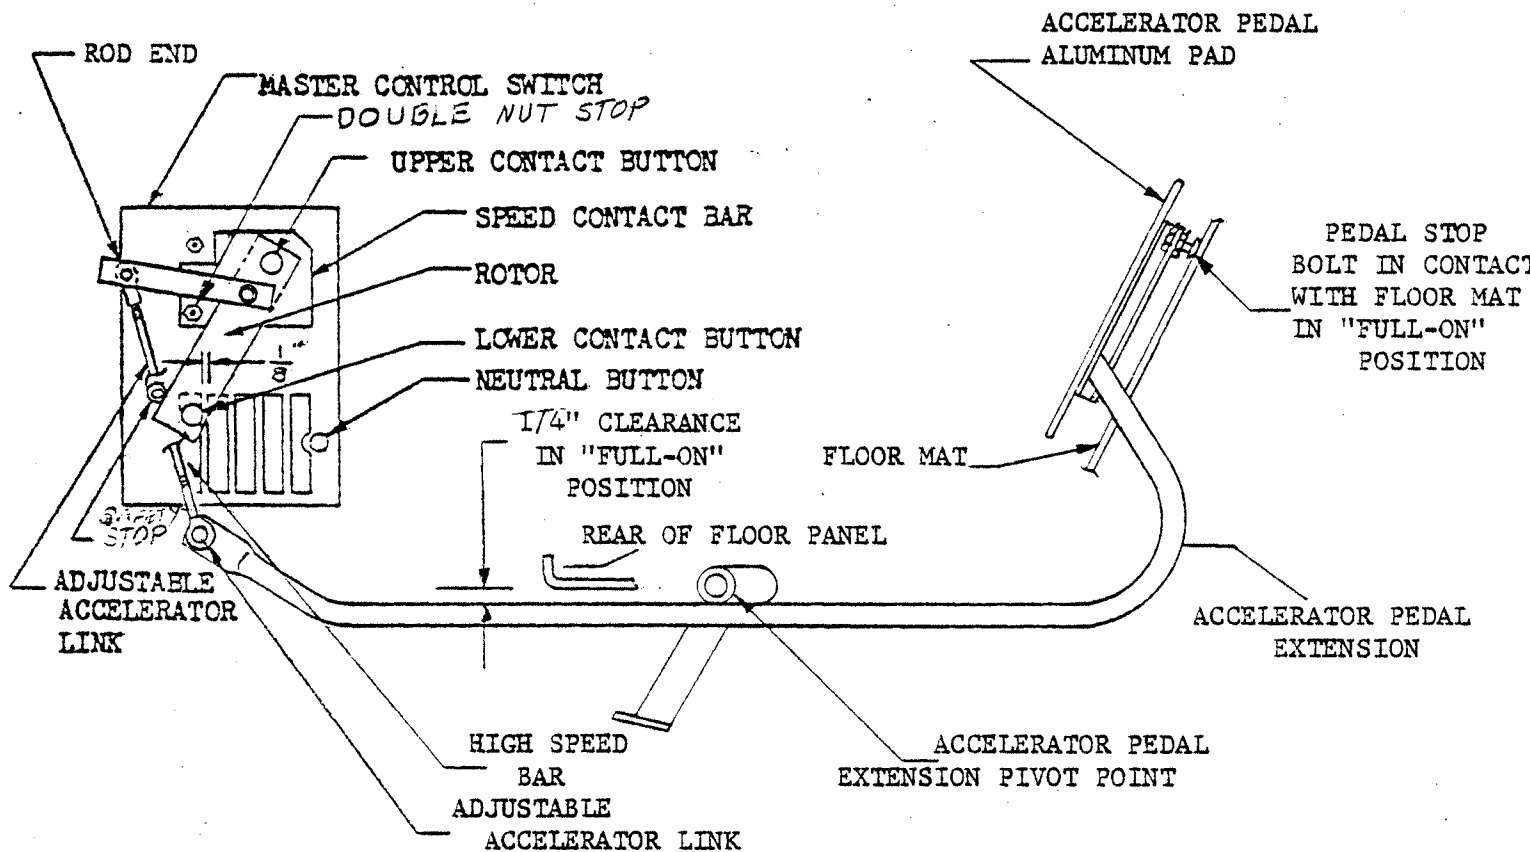 ACCELERATOR PEDAL
ALUMINUM PAD
ROD END
MASTER CONTROL SWITCH
DOUBLE NUT STOP
UPPER CONTACT BUTTON
SPEED CONTACT BAR
ROTOR
PEDAL STOP
BOLT IN CONTACT
WITH FLOOR MAT
IN "FULL-ON"
POSITION
LOWER CONTACT BUTTON
1/8"
NEUTRAL BUTTON
1/4" CLEARANCE
IN "FULL-ON"
POSITION
FLOOR MAT
SAFETY
STOP
REAR OF FLOOR PANEL
ADJUSTABLE
ACCELERATOR
LINK
ACCELERATOR PEDAL
EXTENSION
HIGH SPEED
BAR
ADJUSTABLE
ACCELERATOR LINK
ACCELERATOR PEDAL
EXTENSION PIVOT POINT